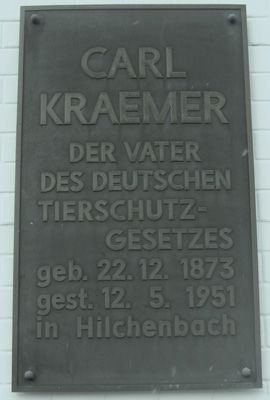 CARL
KRAEMER
DER VATER
DES DEUTSCHEN
TIERSCHUTZ-
GESETZES
geb. 22. 12. 1873
gest. 12. 5. 1951
in Hilchenbach